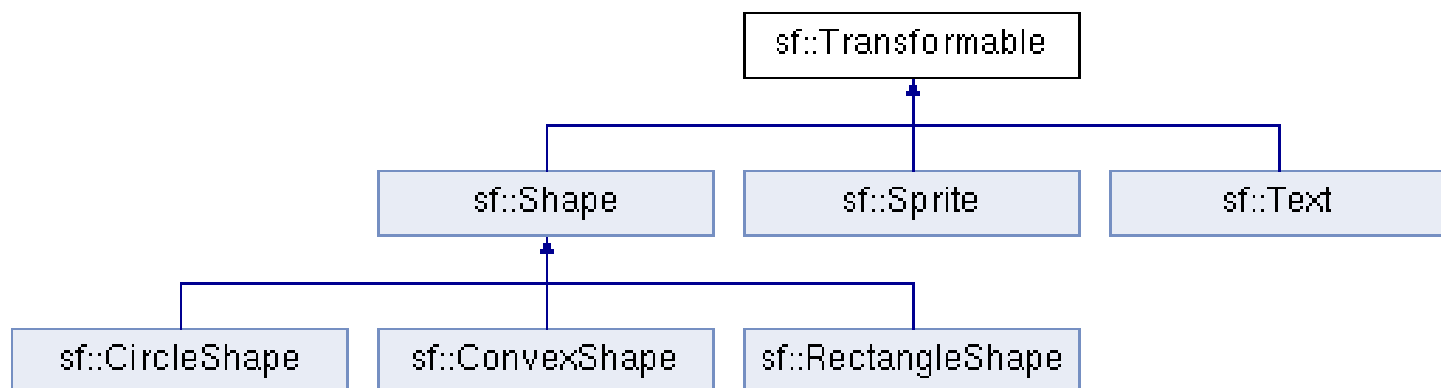 sf::Transformable
sf::Shape
sf::Sprite
sf::Text
sf::CircleShape
sf::ConvexShape
sf::RectangleShape